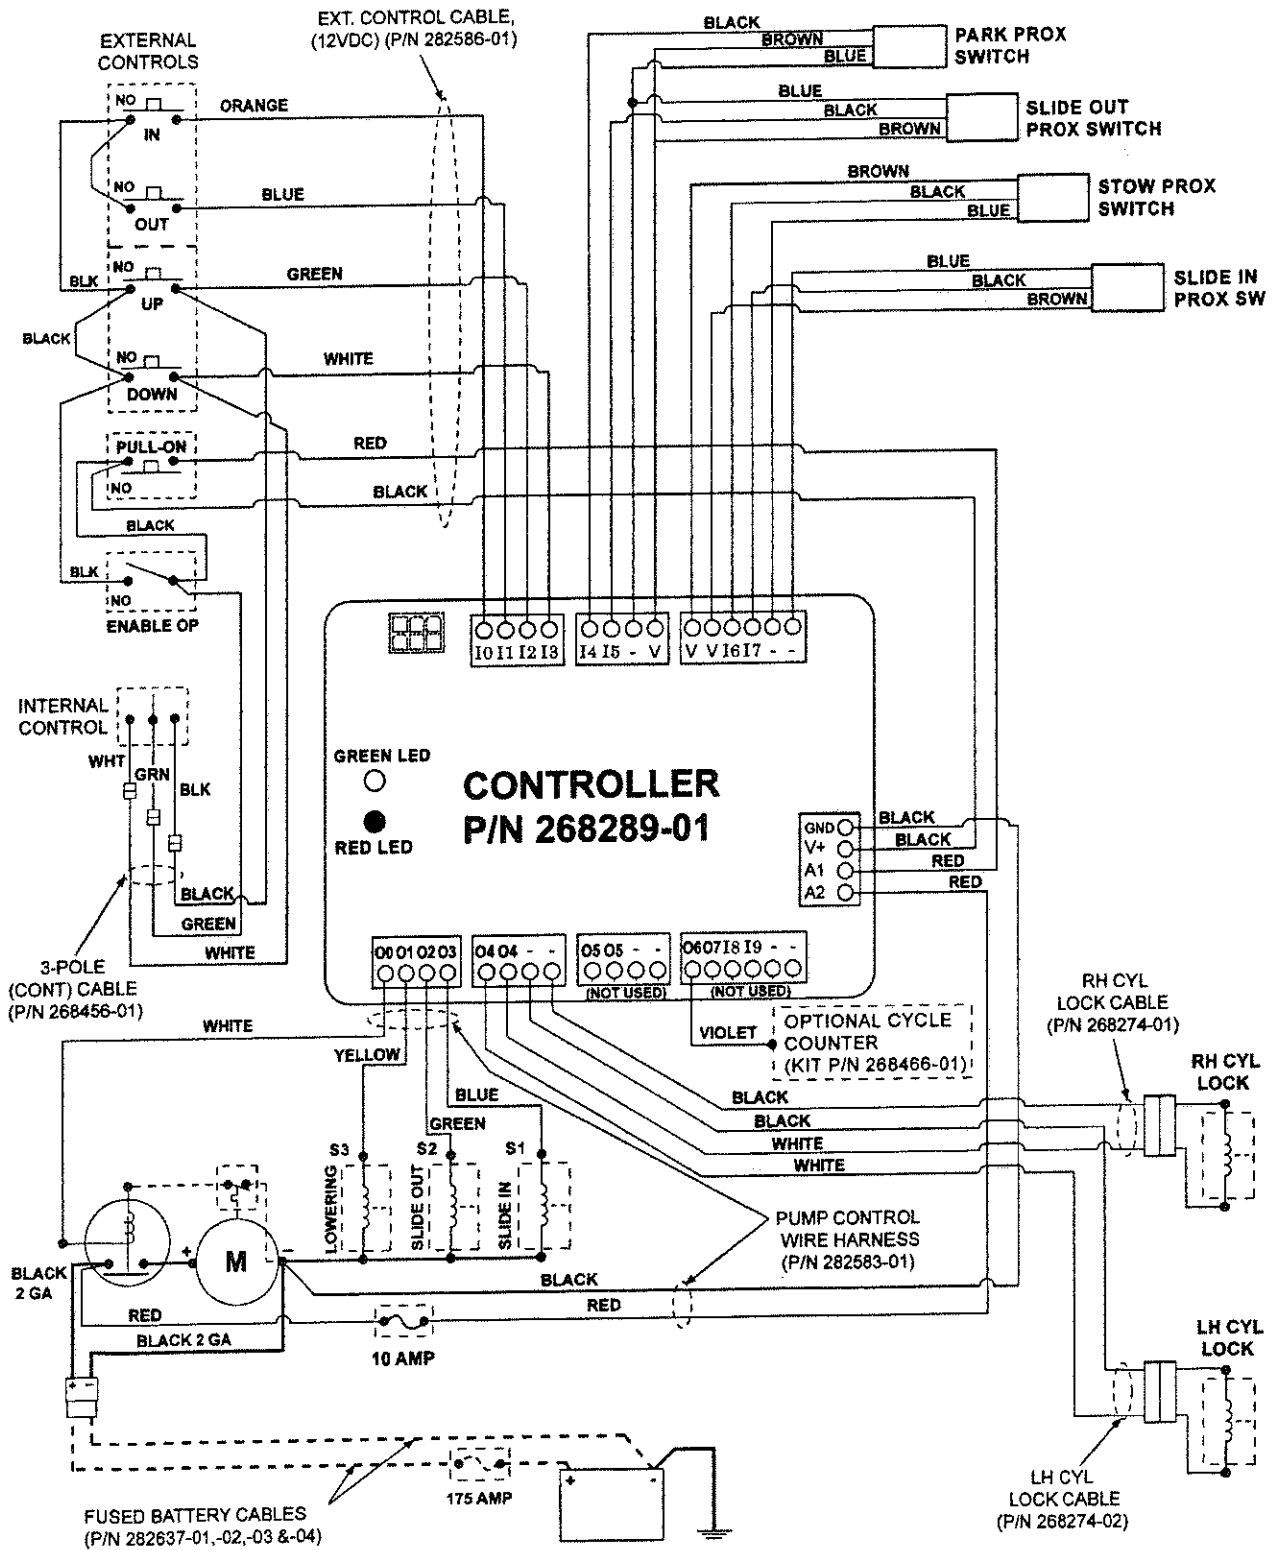 EXT. CONTROL CABLE,
(12VDC) (P/N 282586-01)
EXTERNAL
CONTROLS
NO
IN
ORANGE
NO
OUT
BLUE
BLK
NO
UP
GREEN
BLACK
NO
DOWN
WHITE
PULL-ON
NO
RED
BLACK
BLACK
BLK
NO
ENABLE OP
BLACK
BROWN
BLUE
PARK PROX
SWITCH
BLUE
BLACK
BROWN
SLIDE OUT
PROX SWITCH
BROWN
BLACK
BLUE
STOW PROX
SWITCH
BLUE
BLACK
BROWN
SLIDE IN
PROX SW
I0 I1 I2 I3
I4 I5 - V
V V I6 I7 - -
INTERNAL
CONTROL
WHT
GRN
BLK
GREEN LED
RED LED
CONTROLLER
P/N 268289-01
GND
V+
A1
A2
BLACK
BLACK
RED
RED
BLACK
GREEN
WHITE
3-POLE
(CONT) CABLE
(P/N 268456-01)
O0 O1 O2 O3
O4 O4 - -
O5 O5 - -
(NOT USED)
O6 O7 I8 I9 - -
(NOT USED)
WHITE
YELLOW
BLUE
GREEN
VIOLET
OPTIONAL CYCLE
COUNTER
(KIT P/N 268466-01)
RH CYL
LOCK CABLE
(P/N 268274-01)
RH CYL
LOCK
BLACK
BLACK
WHITE
WHITE
S3
LOWERING
S2
SLIDE OUT
S1
SLIDE IN
PUMP CONTROL
WIRE HARNESS
(P/N 282583-01)
+
M
-
BLACK
2 GA
BLACK
RED
RED
BLACK 2 GA
10 AMP
+ -
LH CYL
LOCK
175 AMP
+ -
FUSED BATTERY CABLES
(P/N 282637-01,-02,-03 &-04)
LH CYL
LOCK CABLE
(P/N 268274-02)